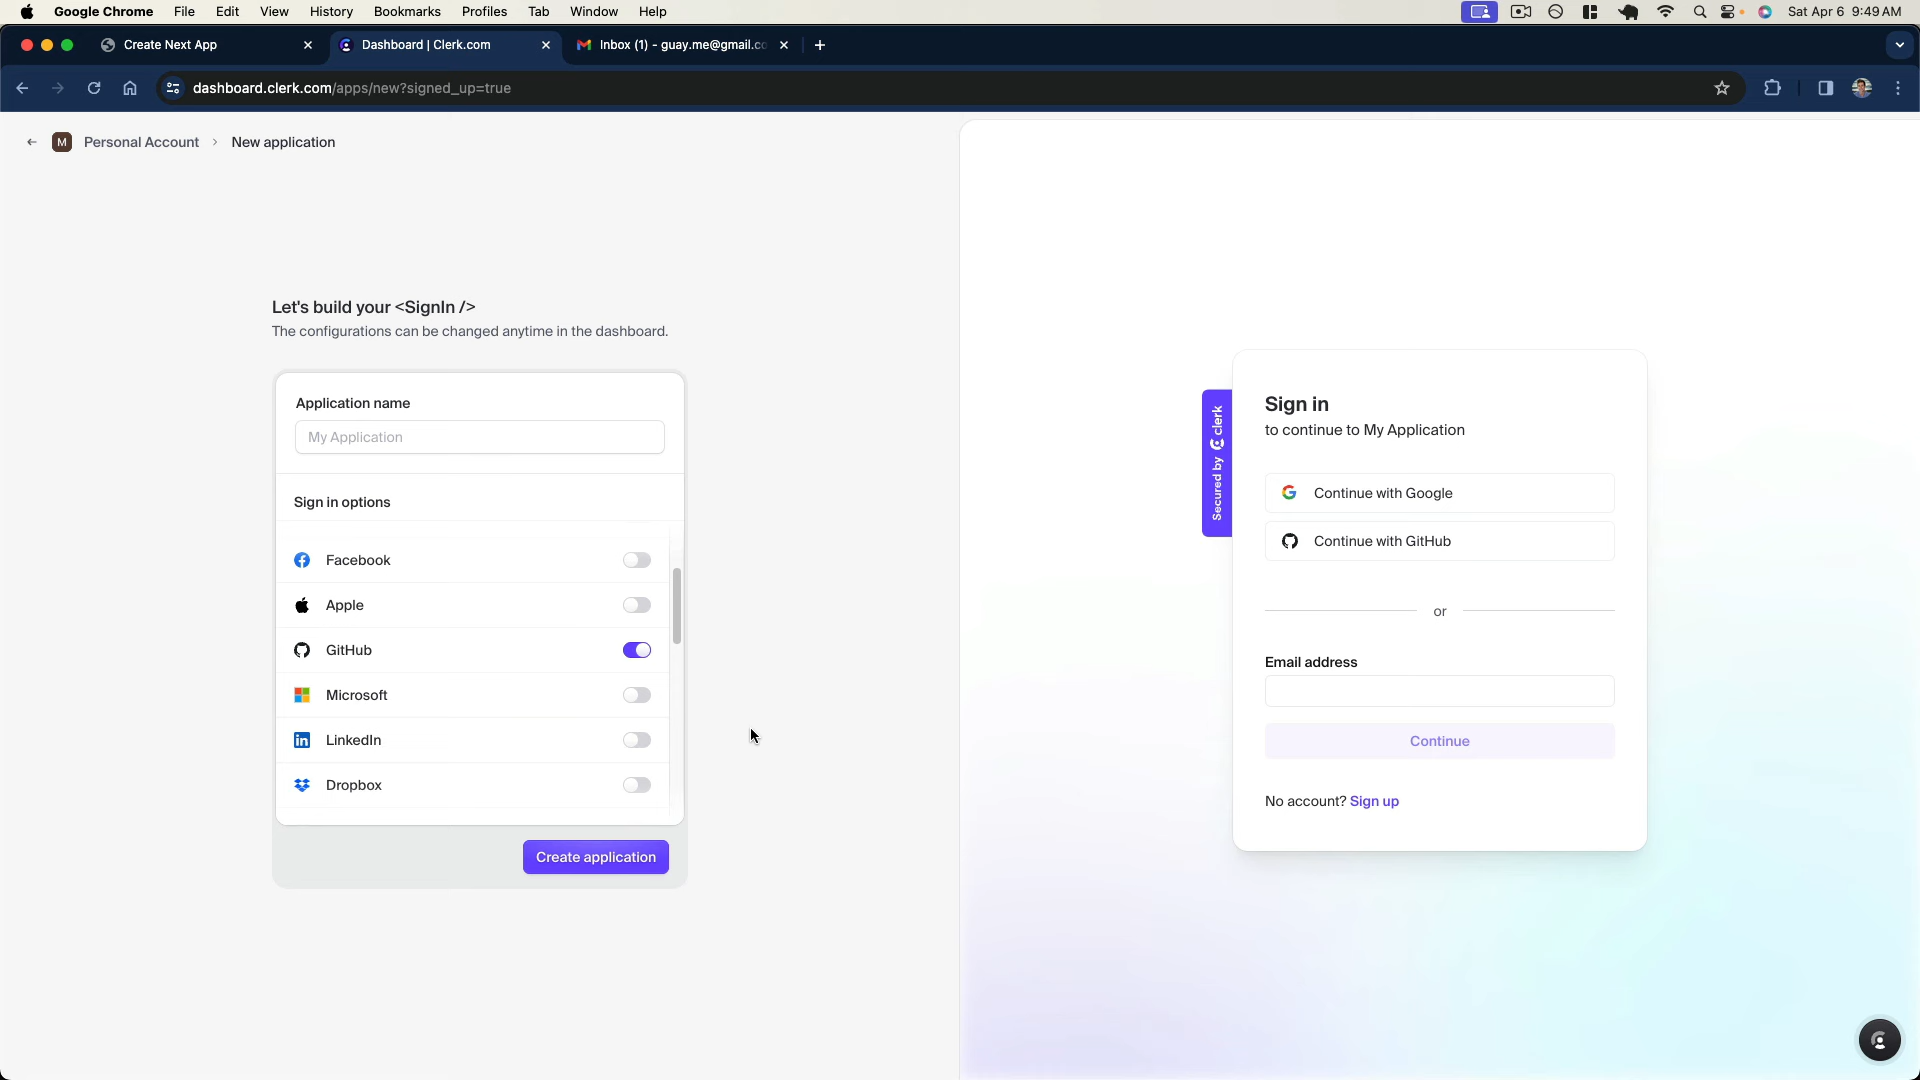 Google Chrome File Edit View History Bookmarks Profiles Tab Window Help Sat Apr 6 9:49 AM
Create Next App Dashboard | Clerk.com Inbox (1) - guay.me@gmail.co
dashboard.clerk.com/apps/new?signed_up=true
M Personal Account New application
Let's build your <SignIn />
The configurations can be changed anytime in the dashboard.
Application name
My Application
Sign in options
Facebook
Apple
GitHub
Microsoft
LinkedIn
Dropbox
Create application
Secured by clerk
Sign in
to continue to My Application
Continue with Google
Continue with GitHub
or
Email address
Continue
No account? Sign up